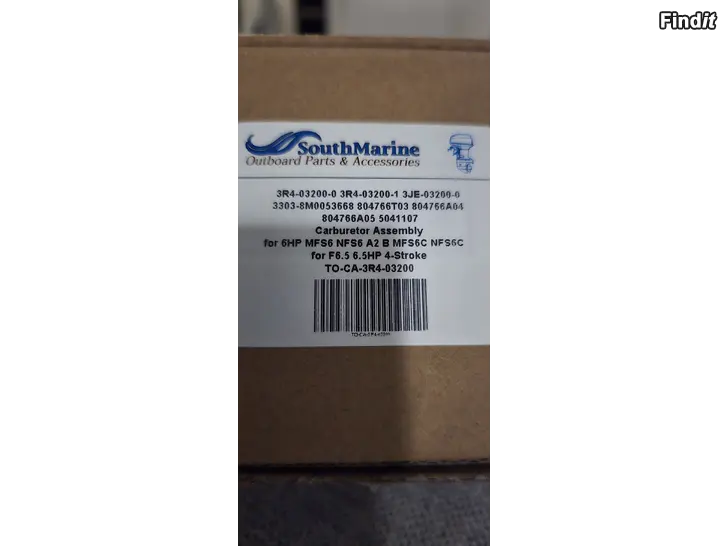 Findit
SouthMarine
Outboard Parts & Accessories
3R4-03200-0 3R4-03200-1 3JE-03200-0
3303-8M0053668 804766T03 804766A04
804766A05 5041107
Carburetor Assembly
for 6HP MFS6 NFS6 A2 B MFS6C NFS6C
for F6.5 6.5HP 4-Stroke
TO-CA-3R4-03200